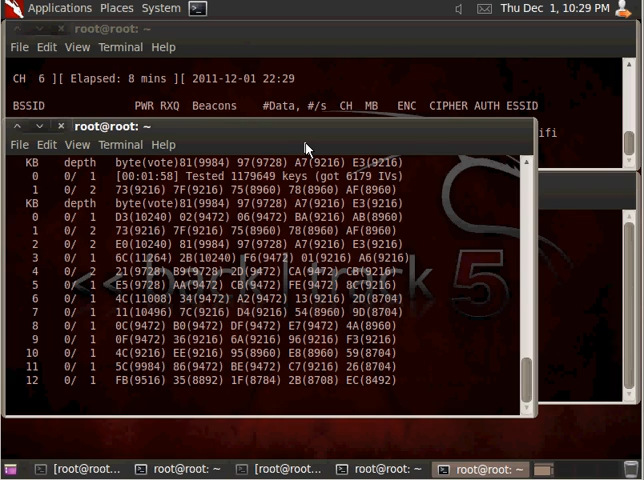 Applications Places System
Thu Dec 1, 10:29 PM
root@root: ~
File Edit View Terminal Help
CH 6 ][ Elapsed: 8 mins ][ 2011-12-01 22:29
BSSID PWR RXQ Beacons #Data, #/s CH MB ENC CIPHER AUTH ESSID
ifi
root@root: ~
File Edit View Terminal Help
KB depth byte(vote)81(9984) 97(9728) A7(9216) E3(9216)
0 0/ 1 [00:01:58] Tested 1179649 keys (got 6179 IVs)
1 0/ 2 73(9216) 7F(9216) 75(8960) 78(8960) AF(8960)
KB depth byte(vote)81(9984) 97(9728) A7(9216) E3(9216)
0 0/ 1 D3(10240) 02(9472) 06(9472) BA(9216) AB(8960)
1 0/ 2 73(9216) 7F(9216) 75(8960) 78(8960) AF(8960)
2 0/ 2 E0(10240) 81(9984) 97(9728) A7(9216) E3(9216)
3 0/ 1 6C(11264) 2B(10240) F6(9472) 01(9216) A6(9216)
4 0/ 2 21(9728) B9(9728) 2D(9472) CA(9472) CB(9216)
5 0/ 1 E5(9728) A7(9472) CB(9472) FE(9472) C5(9216)
6 0/ 1 4C(11008) 34(9472) A2(9472) 13(9216) 2D(8704)
7 0/ 1 11(10496) 7C(9216) D4(9216) 54(8960) 9D(8704)
8 0/ 1 0C(9472) B0(9472) DF(9472) E7(9472) 4A(8960)
9 0/ 1 0F(9472) 36(9216) 6A(9216) 96(9216) F3(9216)
10 0/ 1 4C(9216) EE(9216) 95(8960) E8(8960) 59(8704)
11 0/ 1 5C(9984) 86(9472) BE(9472) C7(9216) 26(8704)
12 0/ 1 FB(9516) 35(8892) 1F(8784) 2B(8708) EC(8492)
<< back | track 5
[root@root... root@root: ~ [root@root... root@root: ~ root@root: ~